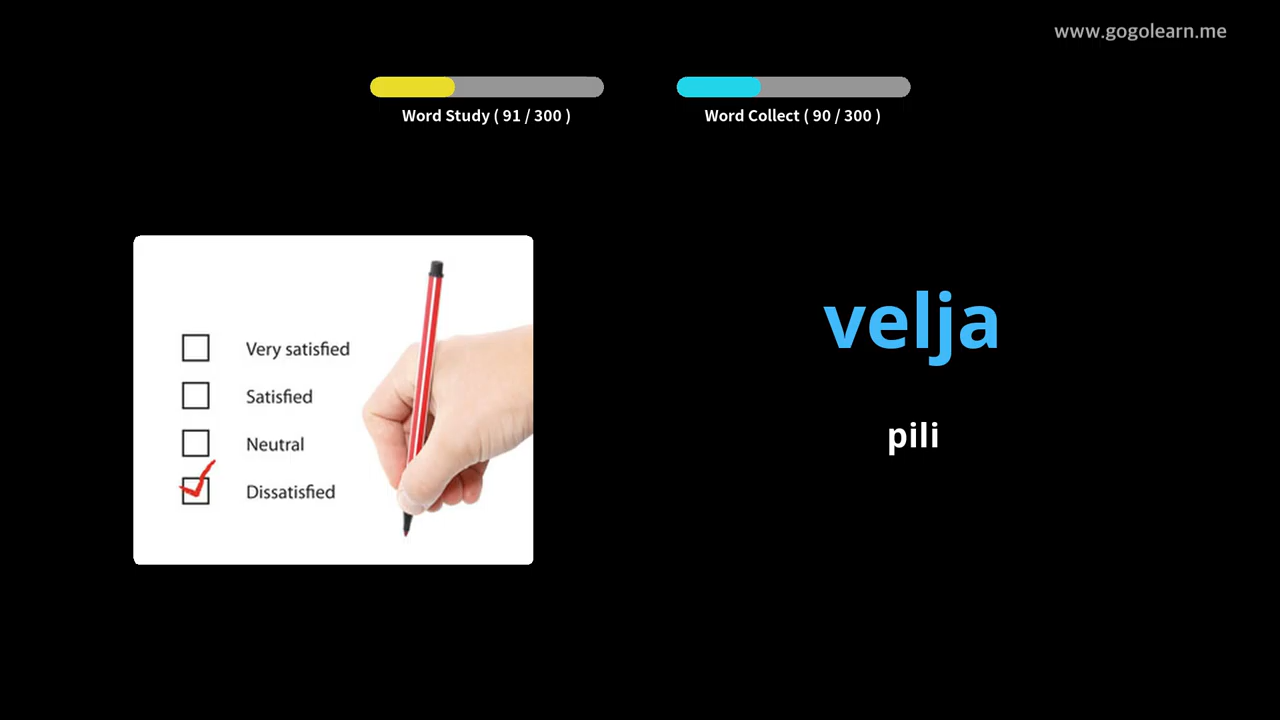 www.gogolearn.me
Word Study ( 91 / 300 )
Word Collect ( 90 / 300 )
velja
pili
Very satisfied
Satisfied
Neutral
Dissatisfied